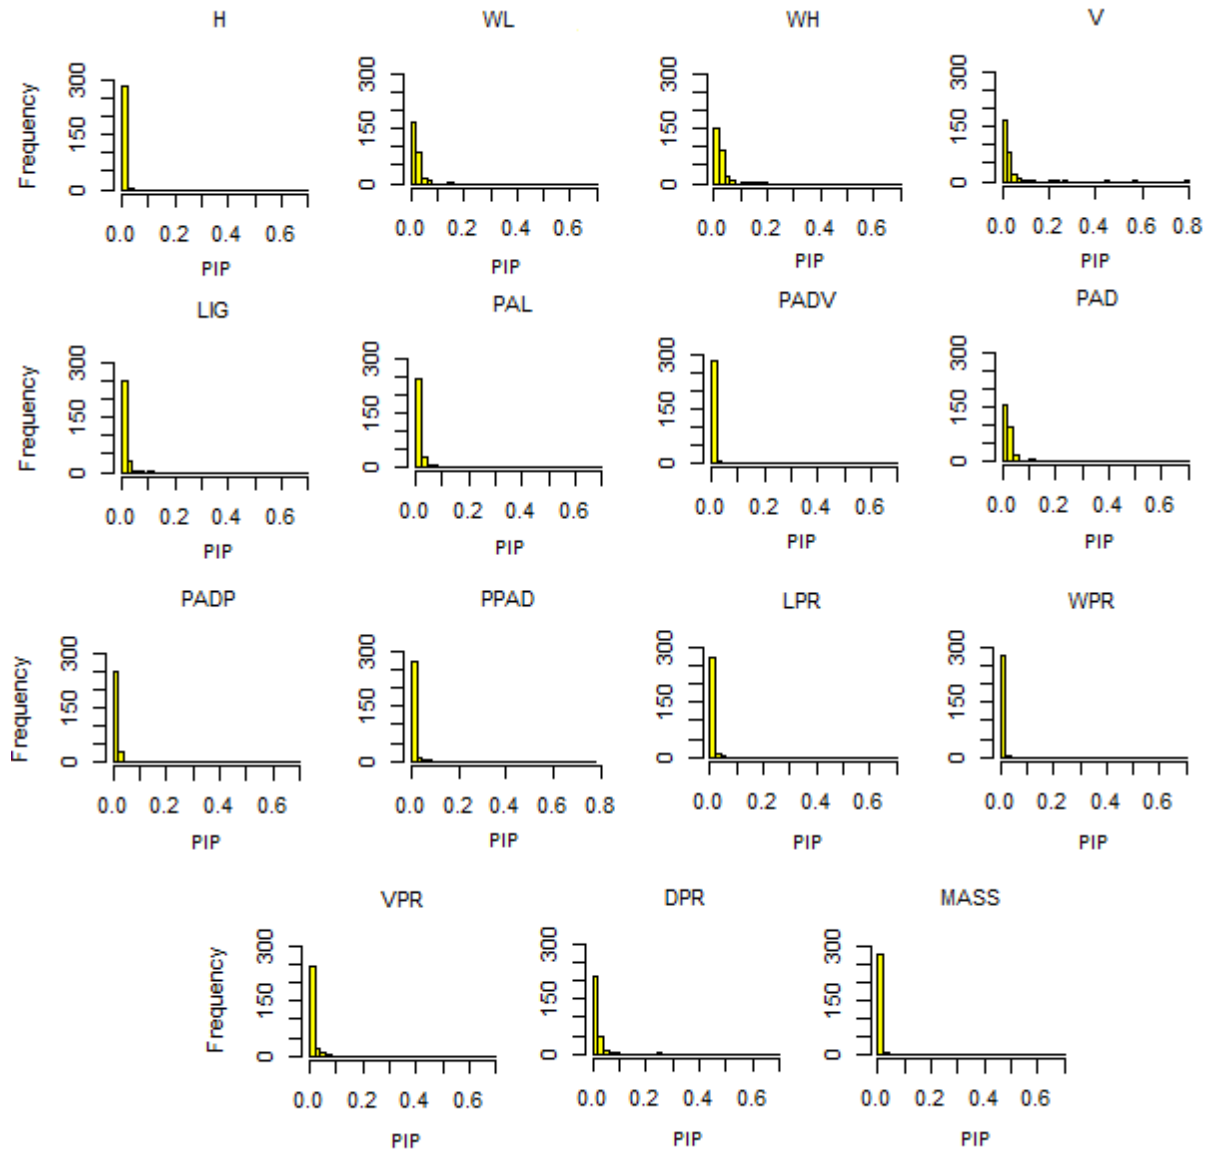 H WL WH V
Frequency 0 150 300 0 150 300 0 150 300 0 150 300
0.0 0.2 0.4 0.6 0.0 0.2 0.4 0.6 0.0 0.2 0.4 0.6 0.0 0.2 0.4 0.6 0.8
PIP PIP PIP PIP
LIG PAL PADV PAD
Frequency 0 150 300 0 150 300 0 150 300 0 150 300
0.0 0.2 0.4 0.6 0.0 0.2 0.4 0.6 0.0 0.2 0.4 0.6 0.0 0.2 0.4 0.6
PIP PIP PIP PIP
PADP PPAD LPR WPR
Frequency 0 150 300 0 150 300 0 150 300 0 150 300
0.0 0.2 0.4 0.6 0.0 0.2 0.4 0.6 0.8 0.0 0.2 0.4 0.6 0.0 0.2 0.4 0.6
PIP PIP PIP PIP
VPR DPR MASS
Frequency 0 150 300 0 150 300 0 150 300
0.0 0.2 0.4 0.6 0.0 0.2 0.4 0.6 0.0 0.2 0.4 0.6
PIP PIP PIP